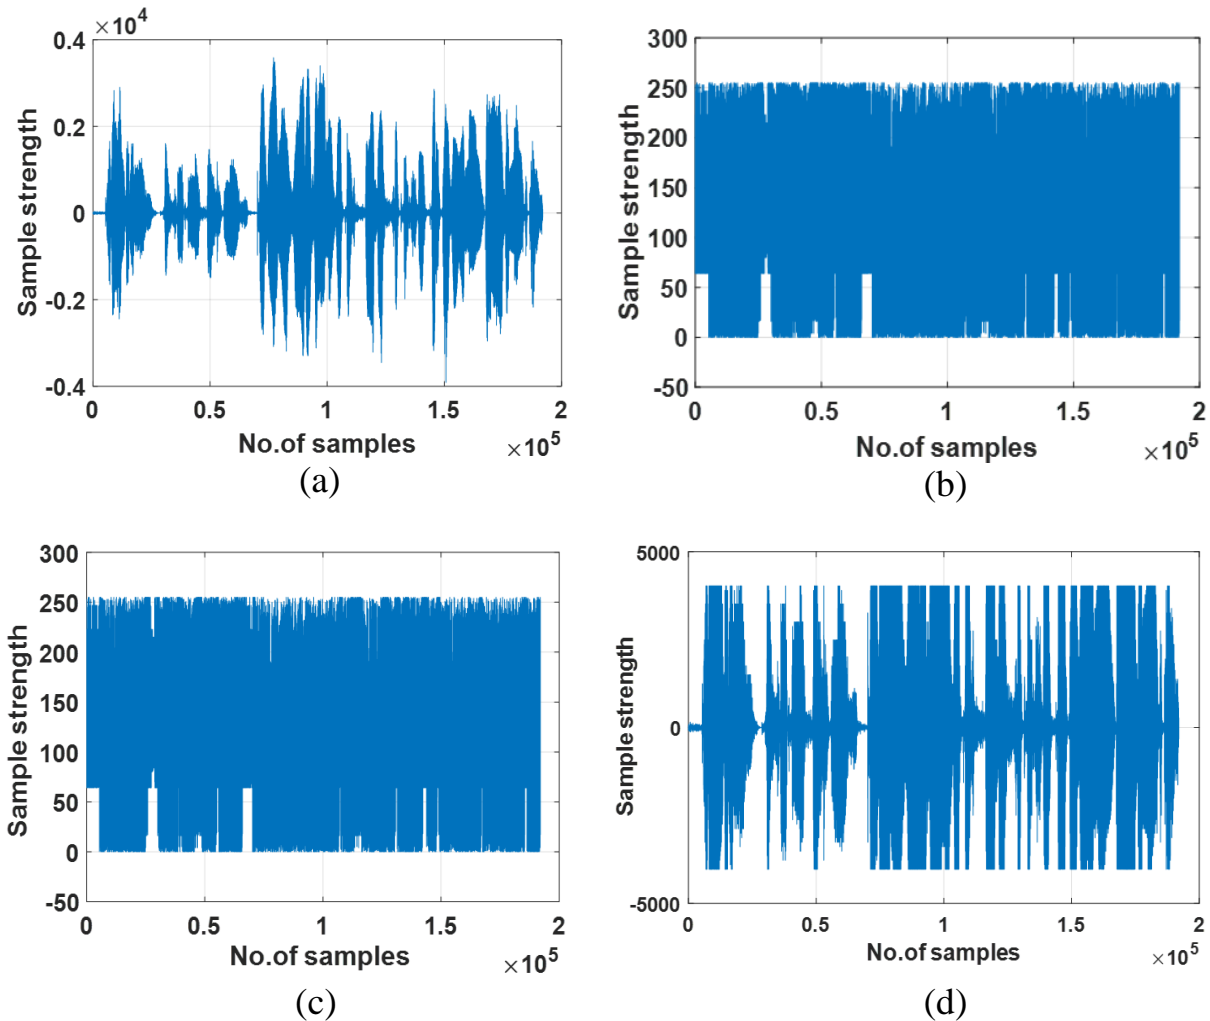 ×10⁴
0.4
0.2
0
-0.2
-0.4
Sample strength
0 0.5 1 1.5 2
No.of samples
×10⁵
(a)
300
250
200
150
100
50
0
-50
Sample strength
0 0.5 1 1.5 2
No.of samples
×10⁵
(b)
300
250
200
150
100
50
0
-50
Sample strength
0 0.5 1 1.5 2
No.of samples
×10⁵
(c)
5000
0
-5000
Sample strength
0 0.5 1 1.5 2
No.of samples
×10⁵
(d)